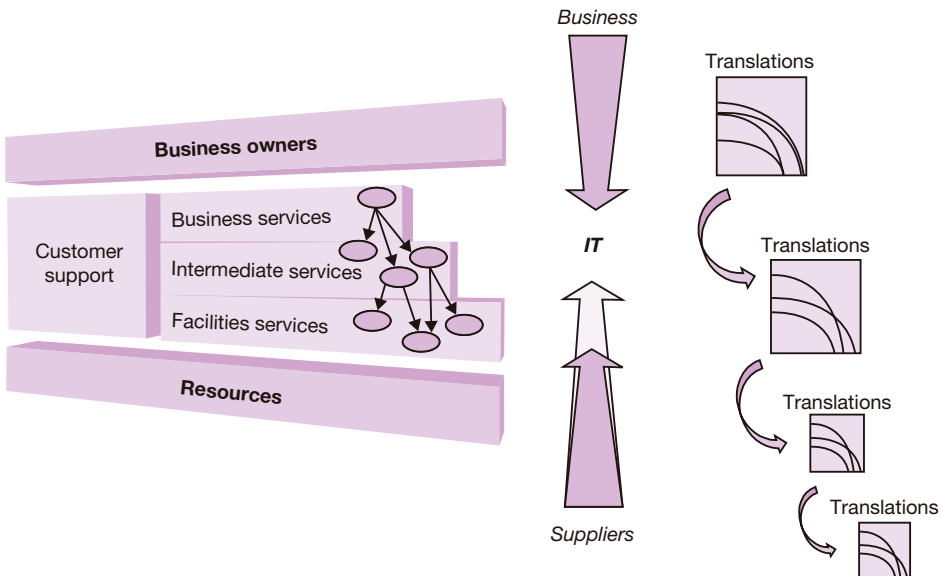 Business
Translations
Business owners
Business services
Customer
support
IT
Translations
Intermediate services
Facilities services
Resources
Translations
Translations
Suppliers